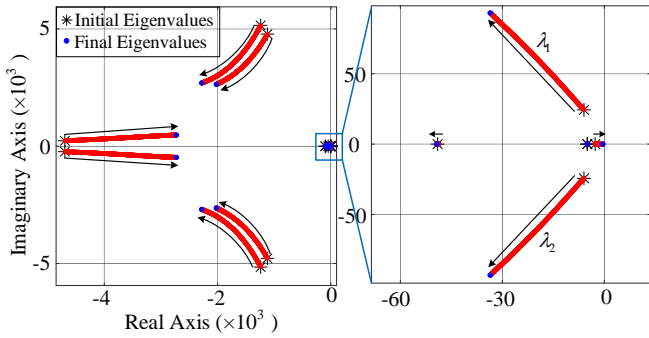 Initial Eigenvalues
Final Eigenvalues
Imaginary Axis (×10³)
5
0
-5
-4
-2
0
Real Axis (×10³)
50
0
-50
-60
-30
0
λ₁
λ₂